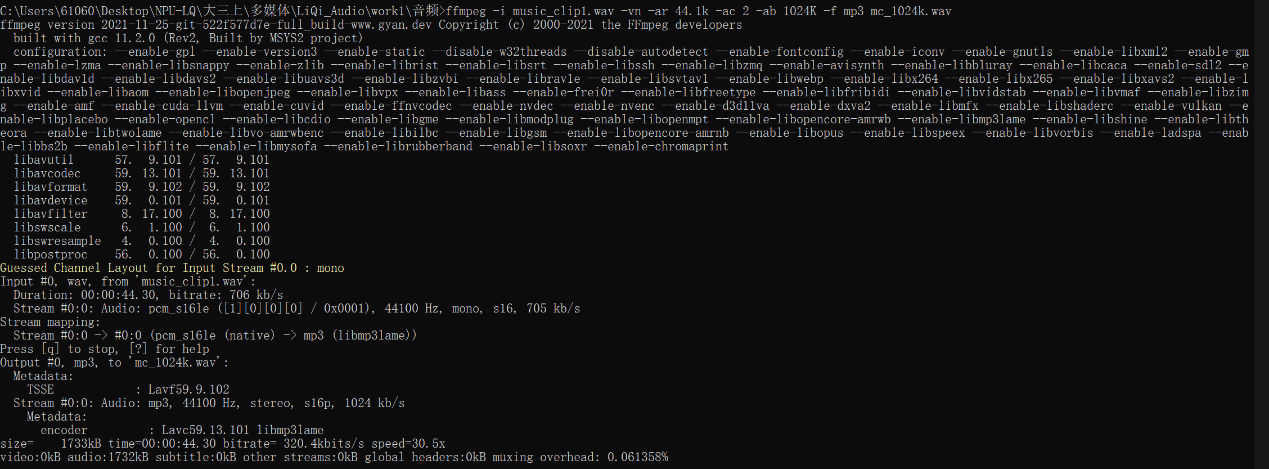 C:\Users\61060\Desktop\NPU-LQ\大三上\多媒体\LiQi_Audio\work1\音频>ffmpeg -i music_clip1.wav -vn -ar 44.1k -ac 2 -ab 1024K -f mp3 mc_1024k.wav
ffmpeg version 2021-11-25-git-522f577d7e-full_build-www.gyan.dev Copyright (c) 2000-2021 the FFmpeg developers
  built with gcc 11.2.0 (Rev2, Built by MSYS2 project)
  configuration: --enable-gpl --enable-version3 --enable-static --disable-w32threads --disable-autodetect --enable-fontconfig --enable-iconv --enable-gnutls --enable-libxml2 --enable-gm
p --enable-lzma --enable-libsnappy --enable-zlib --enable-librist --enable-libsrt --enable-libssh --enable-libzmq --enable-avisynth --enable-libbluray --enable-libcaca --enable-sdl2 --e
nable-libdav1d --enable-libdavs2 --enable-libuavs3d --enable-libzvbi --enable-librav1e --enable-libsvtav1 --enable-libwebp --enable-libx264 --enable-libx265 --enable-libxavs2 --enable-l
ibxvid --enable-libaom --enable-libopenjpeg --enable-libvpx --enable-libass --enable-frei0r --enable-libfreetype --enable-libfribidi --enable-libvidstab --enable-libvmaf --enable-libzim
g --enable-amf --enable-cuda-llvm --enable-cuvid --enable-ffnvcodec --enable-nvdec --enable-nvenc --enable-d3d11va --enable-dxva2 --enable-libmfx --enable-libshaderc --enable-vulkan --e
nable-libplacebo --enable-opencl --enable-libcdio --enable-libgme --enable-libmodplug --enable-libopenmpt --enable-libopencore-amrwb --enable-libmp3lame --enable-libshine --enable-libth
eora --enable-libtwolame --enable-libvo-amrwbenc --enable-libilbc --enable-libgsm --enable-libopencore-amrnb --enable-libopus --enable-libspeex --enable-libvorbis --enable-ladspa --enab
le-libbs2b --enable-libflite --enable-libmysofa --enable-librubberband --enable-libsoxr --enable-chromaprint
  libavutil      57.  9.101 / 57.  9.101
  libavcodec     59. 13.101 / 59. 13.101
  libavformat    59.  9.102 / 59.  9.102
  libavdevice    59.  0.101 / 59.  0.101
  libavfilter     8. 17.100 /  8. 17.100
  libswscale      6.  1.100 /  6.  1.100
  libswresample   4.  0.100 /  4.  0.100
  libpostproc    56.  0.100 / 56.  0.100
Guessed Channel Layout for Input Stream #0.0 : mono
Input #0, wav, from 'music_clip1.wav':
  Duration: 00:00:44.30, bitrate: 706 kb/s
  Stream #0:0: Audio: pcm_s16le ([1][0][0][0] / 0x0001), 44100 Hz, mono, s16, 705 kb/s
Stream mapping:
  Stream #0:0 -> #0:0 (pcm_s16le (native) -> mp3 (libmp3lame))
Press [q] to stop, [?] for help
Output #0, mp3, to 'mc_1024k.wav':
  Metadata:
    TSSE            : Lavf59.9.102
  Stream #0:0: Audio: mp3, 44100 Hz, stereo, s16p, 1024 kb/s
    Metadata:
      encoder         : Lavc59.13.101 libmp3lame
size=    1733kB time=00:00:44.30 bitrate= 320.4kbits/s speed=30.5x
video:0kB audio:1732kB subtitle:0kB other streams:0kB global headers:0kB muxing overhead: 0.061358%